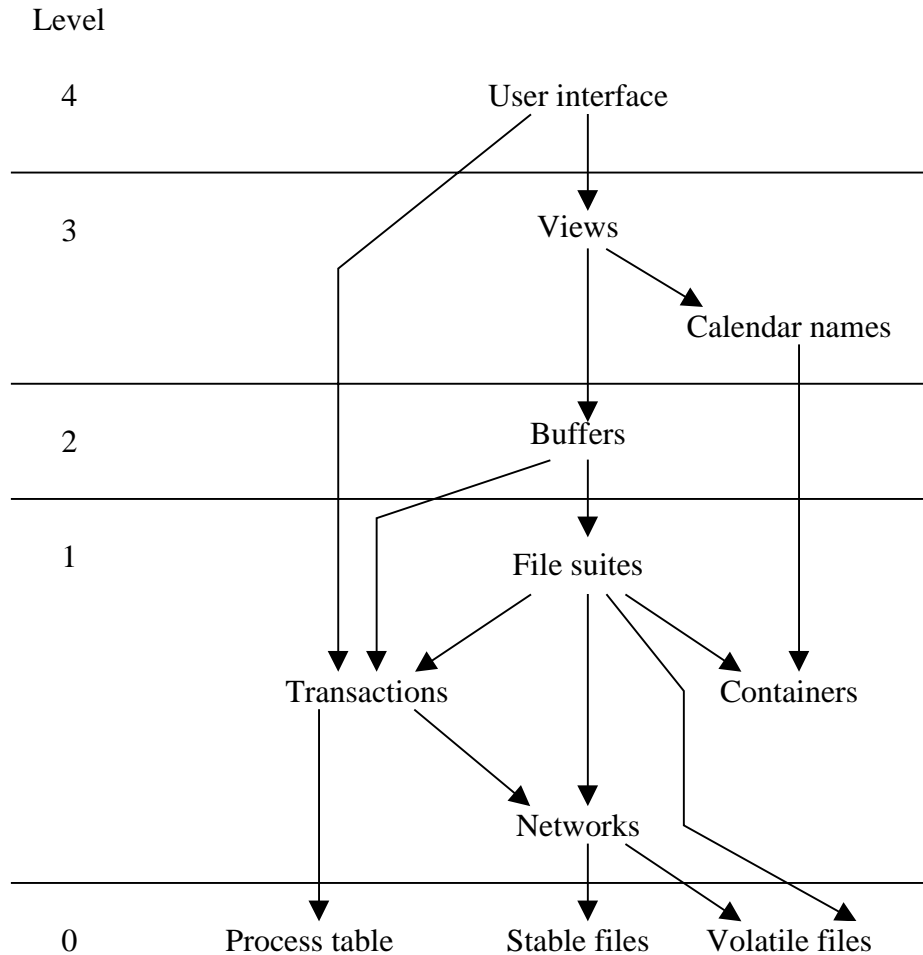 Level
4 User interface
3 Views
Calendar names
2 Buffers
1 File suites
Transactions Containers
Networks
0 Process table Stable files Volatile files